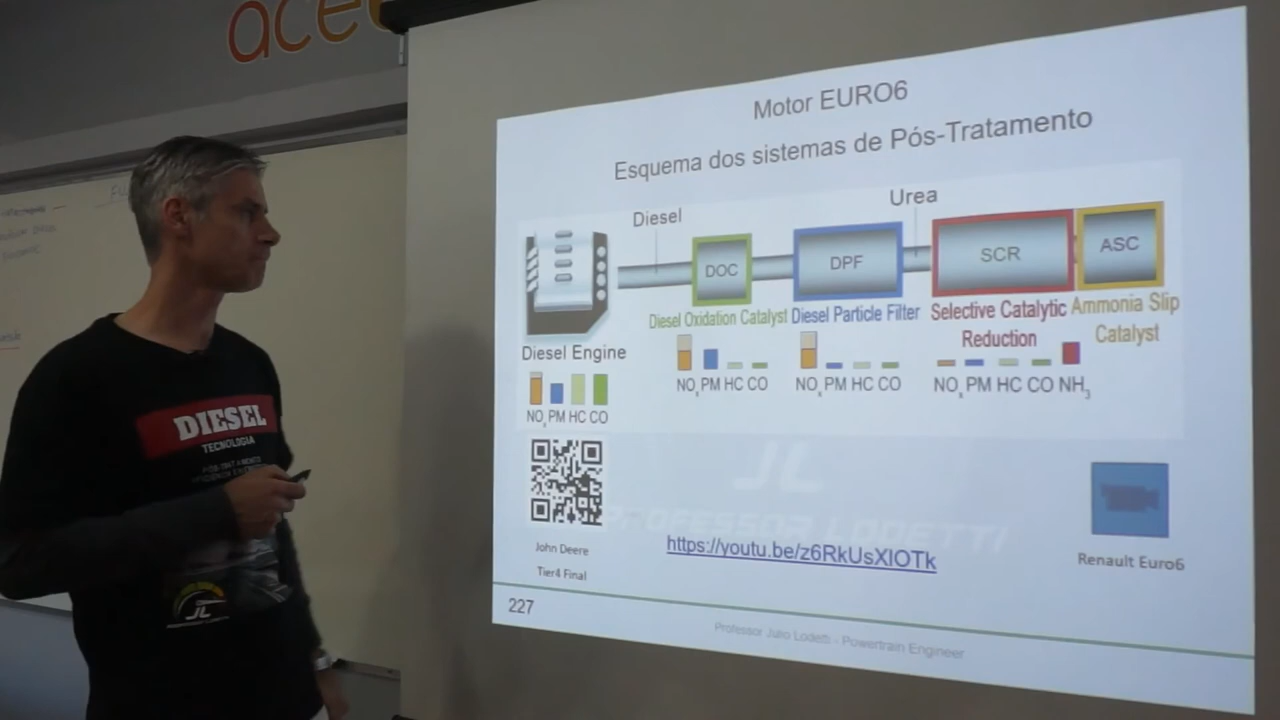 acee
Motor EURO6
Esquema dos sistemas de Pós-Tratamento
Diesel
Urea
DOC
DPF
SCR
ASC
Diesel Engine
Diesel Oxidation Catalyst
Diesel Particle Filter
Selective Catalytic Reduction
Ammonia Slip Catalyst
NOx PM HC CO
NOx PM HC CO
NOx PM HC CO
NOx PM HC CO NH3
JL
PROFESSOR LODETTI
John Deere
Tier4 Final
https://youtu.be/z6RkUsXIOTk
Renault Euro6
227
Professor Julio Lodetti - Powertrain Engineer
DIESEL
TECNOLOGIA
JL